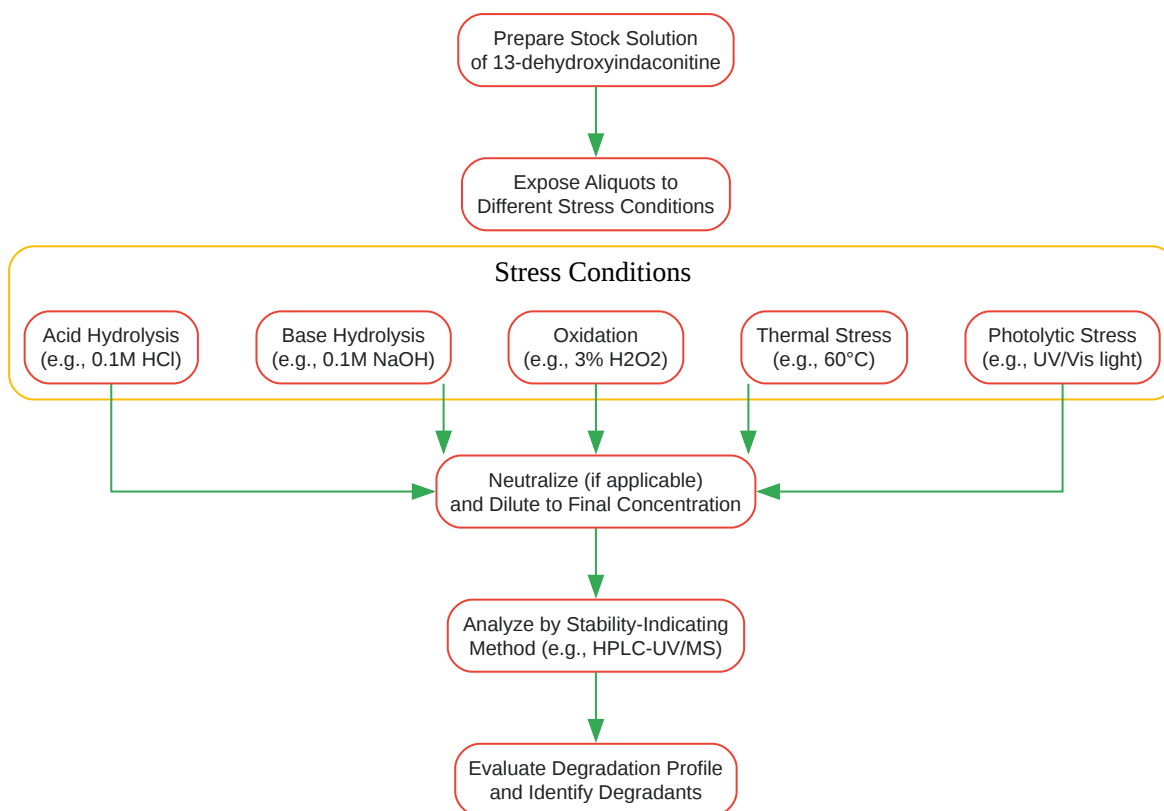 Prepare Stock Solution
of 13-dehydroxyindaconitine
Expose Aliquots to
Different Stress Conditions
Stress Conditions
Acid Hydrolysis
(e.g., 0.1M HCl)
Base Hydrolysis
(e.g., 0.1M NaOH)
Oxidation
(e.g., 3% H2O2)
Thermal Stress
(e.g., 60°C)
Photolytic Stress
(e.g., UV/Vis light)
Neutralize (if applicable)
and Dilute to Final Concentration
Analyze by Stability-Indicating
Method (e.g., HPLC-UV/MS)
Evaluate Degradation Profile
and Identify Degradants